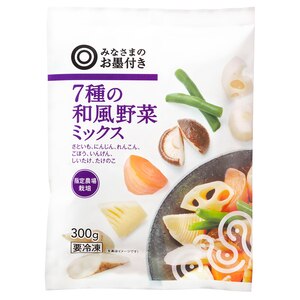 みなさまの
お墨付き
7種の
和風野菜
ミックス
さといも、にんじん、れんこん、
ごぼう、いんげん、
しいたけ、たけのこ
指定農場
栽培
300g
要冷凍